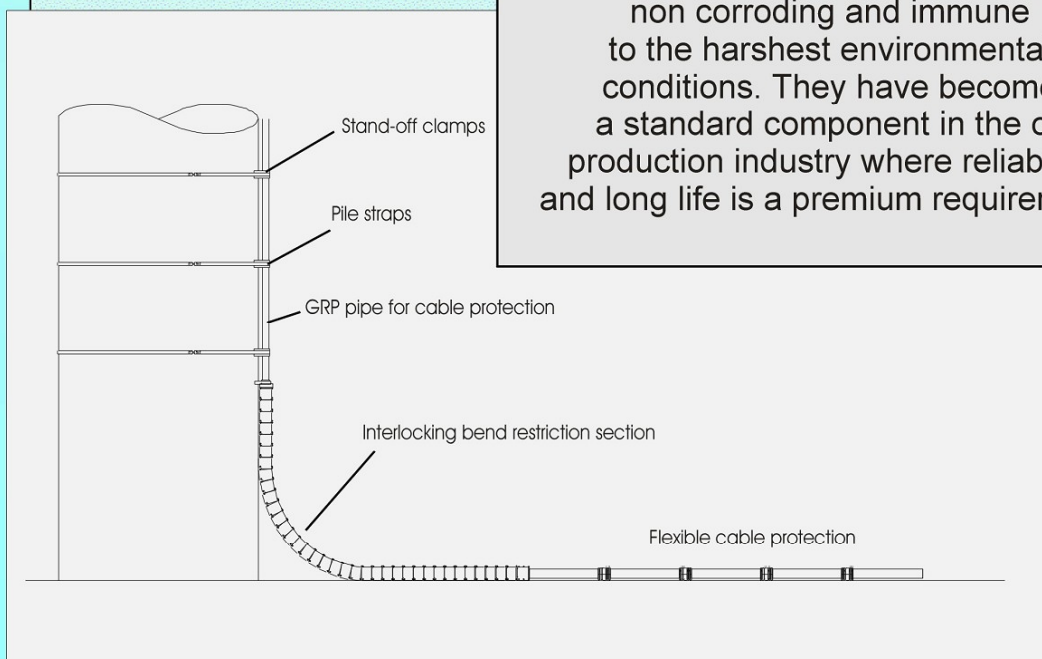 non corroding and immune
to the harshest environmenta
conditions. They have become
a standard component in the
production industry where
and long life is a premium
Stand-off clamps
Pile straps
GRP pipe for cable protection
Interlocking bend restriction section
Flexible cable protection